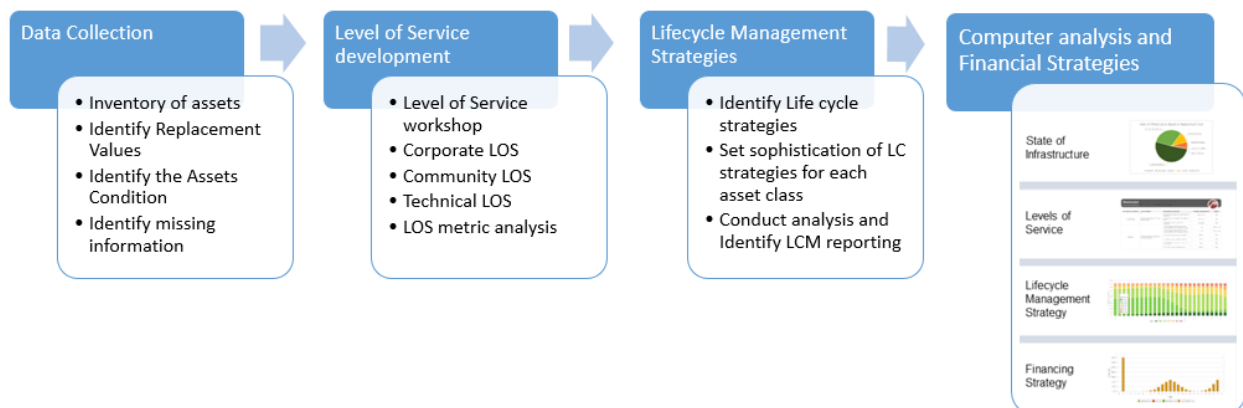 Data Collection
• Inventory of assets
• Identify Replacement
Values
• Identify the Assets
Condition
• Identify missing
information
Level of Service
development
• Level of Service
workshop
• Corporate LOS
• Community LOS
• Technical LOS
• LOS metric analysis
Lifecycle Management
Strategies
• Identify Life cycle
strategies
• Set sophistication of LC
strategies for each
asset class
• Conduct analysis and
Identify LCM reporting
Computer analysis and
Financial Strategies
State of
Infrastructure
Levels of
Service
Lifecycle
Management
Strategy
Financing
Strategy